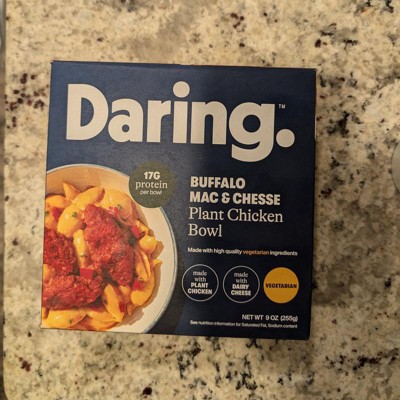 Daring.™
17G
protein
per bowl
BUFFALO
MAC & CHESSE
Plant Chicken
Bowl
Made with high quality vegetarian ingredients
made
with
PLANT
CHICKEN
made
with
DAIRY
CHEESE
VEGETARIAN
NET WT 9 OZ (255g)
See nutrition information for Saturated Fat, Sodium content